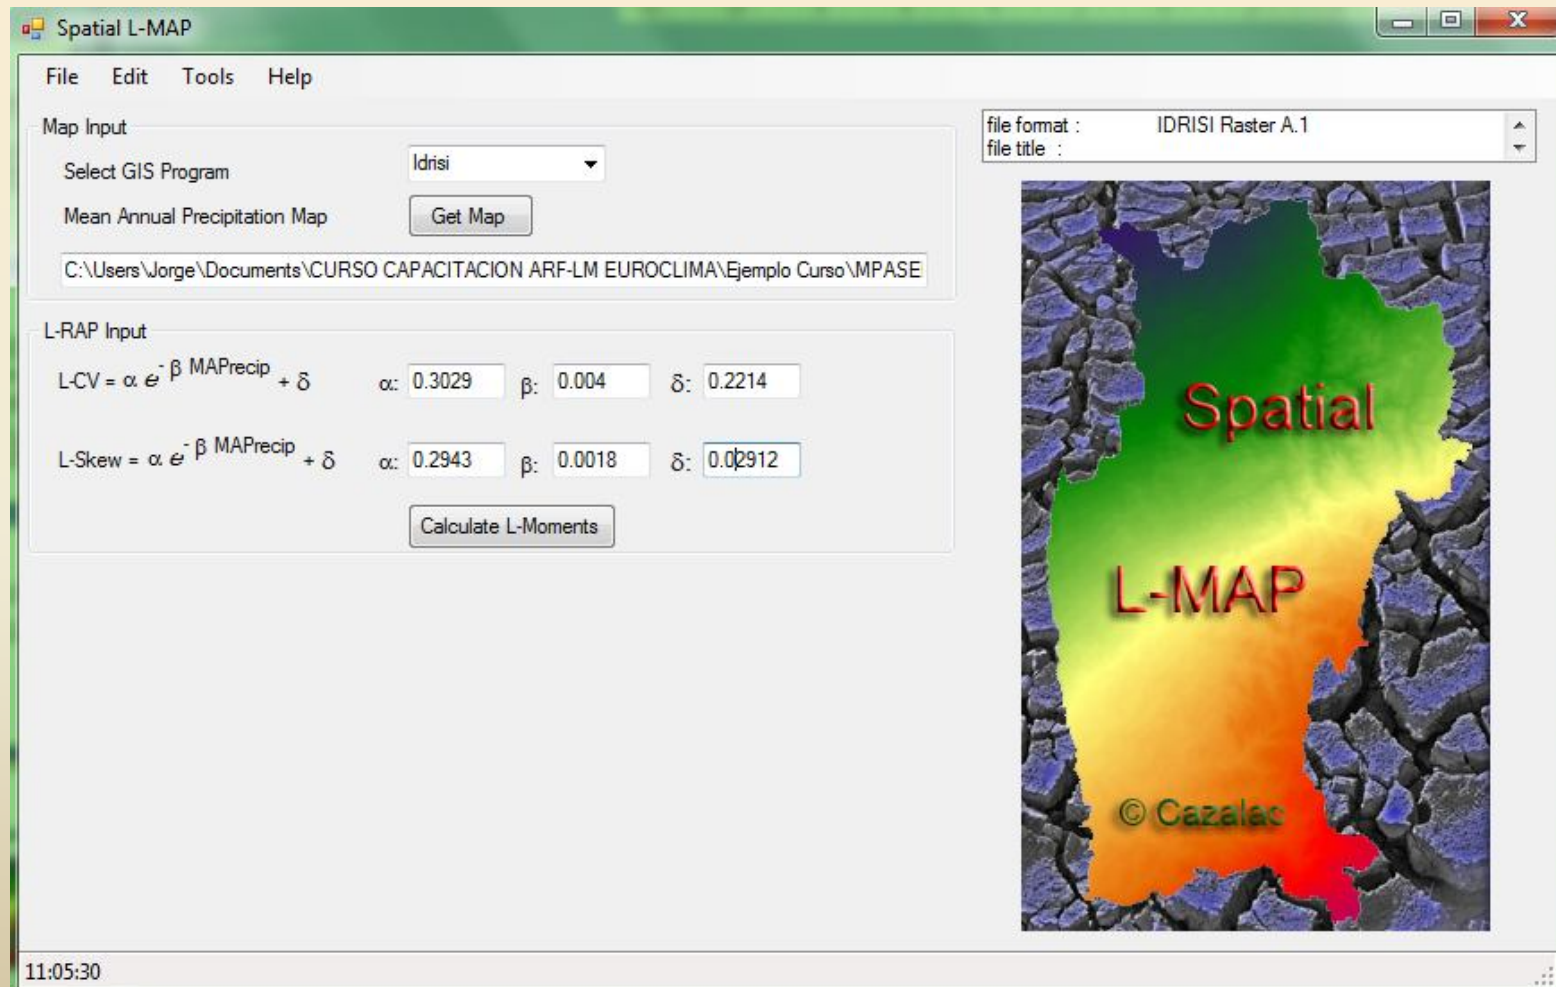 Spatial L-MAP
File Edit Tools Help
Map Input
Select GIS Program Idrisi
Mean Annual Precipitation Map Get Map
C:\Users\Jorge\Documents\CURSO CAPACITACION ARF-LM EUROCLIMA\Ejemplo Curso\MPASE
L-RAP Input
L-CV = α e^- β MAPrecip + δ α: 0.3029 β: 0.004 δ: 0.2214
L-Skew = α e^- β MAPrecip + δ α: 0.2943 β: 0.0018 δ: 0.02912
Calculate L-Moments
file format : IDRISI Raster A.1
file title :
Spatial
L-MAP
© Cazalac
11:05:30